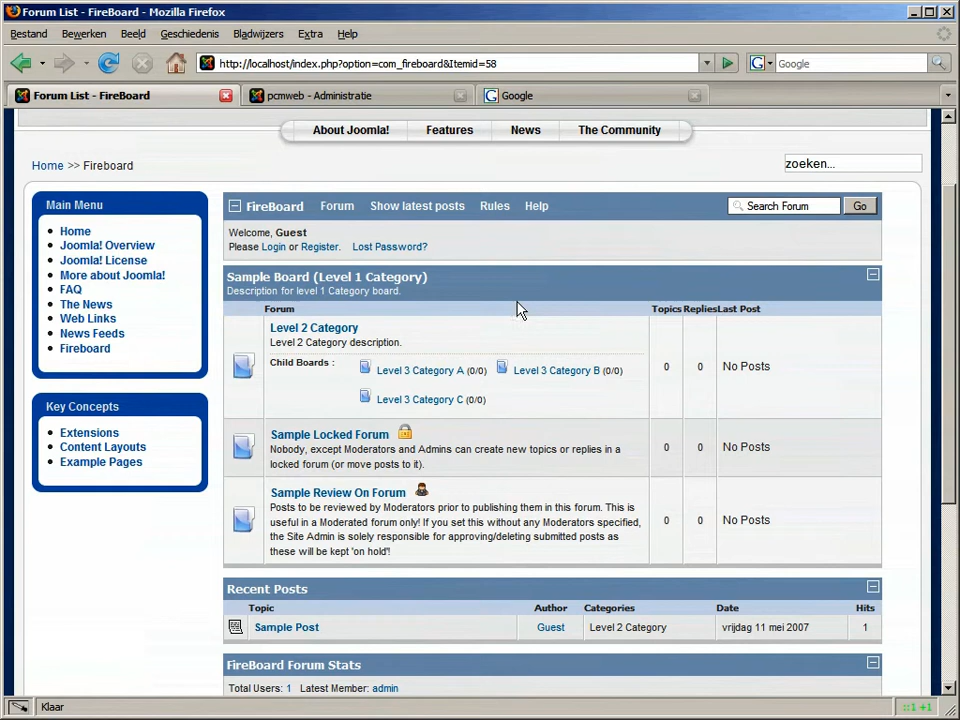 Forum List - FireBoard - Mozilla Firefox
Bestand Bewerken Beeld Geschiedenis Bladwijzers Extra Help
http://localhost/index.php?option=com_fireboard&Itemid=58
G Google
Forum List - FireBoard
pcmweb - Administratie
G Google
About Joomla! Features News The Community
Home >> Fireboard
zoeken...
Main Menu
Home
Joomla! Overview
Joomla! License
More about Joomla!
FAQ
The News
Web Links
News Feeds
Fireboard
Key Concepts
Extensions
Content Layouts
Example Pages
FireBoard Forum Show latest posts Rules Help
Search Forum Go
Welcome, Guest
Please Login or Register. Lost Password?
Sample Board (Level 1 Category)
Description for level 1 Category board.
Forum Topics Replies Last Post
Level 2 Category
Level 2 Category description.
Child Boards : Level 3 Category A (0/0) Level 3 Category B (0/0)
Level 3 Category C (0/0)
0 0 No Posts
Sample Locked Forum
Nobody, except Moderators and Admins can create new topics or replies in a
locked forum (or move posts to it).
0 0 No Posts
Sample Review On Forum
Posts to be reviewed by Moderators prior to publishing them in this forum. This is
useful in a Moderated forum only! If you set this without any Moderators specified,
the Site Admin is solely responsible for approving/deleting submitted posts as
these will be kept 'on hold'!
0 0 No Posts
Recent Posts
Topic Author Categories Date Hits
Sample Post Guest Level 2 Category vrijdag 11 mei 2007 1
FireBoard Forum Stats
Total Users: 1 Latest Member: admin
Klaar
::1 +1